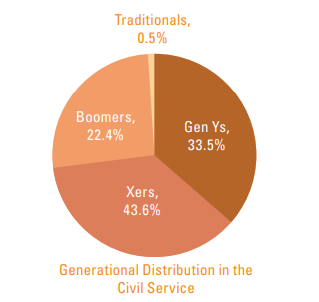 Traditionals,
0.5%
Boomers,
22.4%
Gen Ys,
33.5%
Xers,
43.6%
Generational Distribution in the
Civil Service